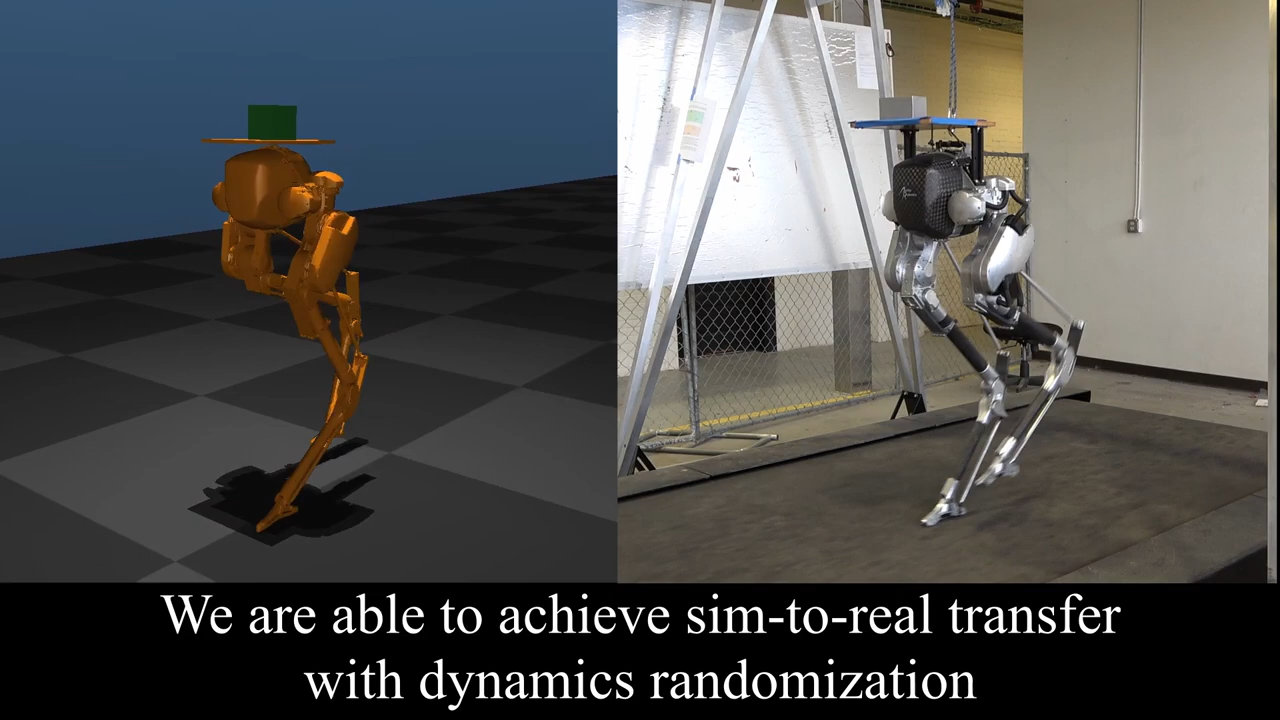 We are able to achieve sim-to-real transfer
with dynamics randomization